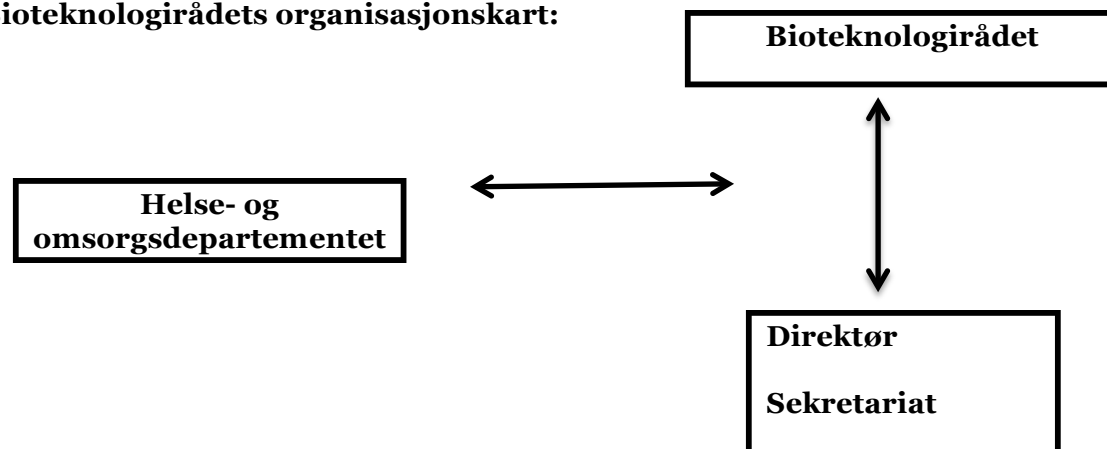 ioteknologirådets organisasjonskart:
Bioteknologirådet
Helse- og
omsorgsdepartementet
Direktør
Sekretariat